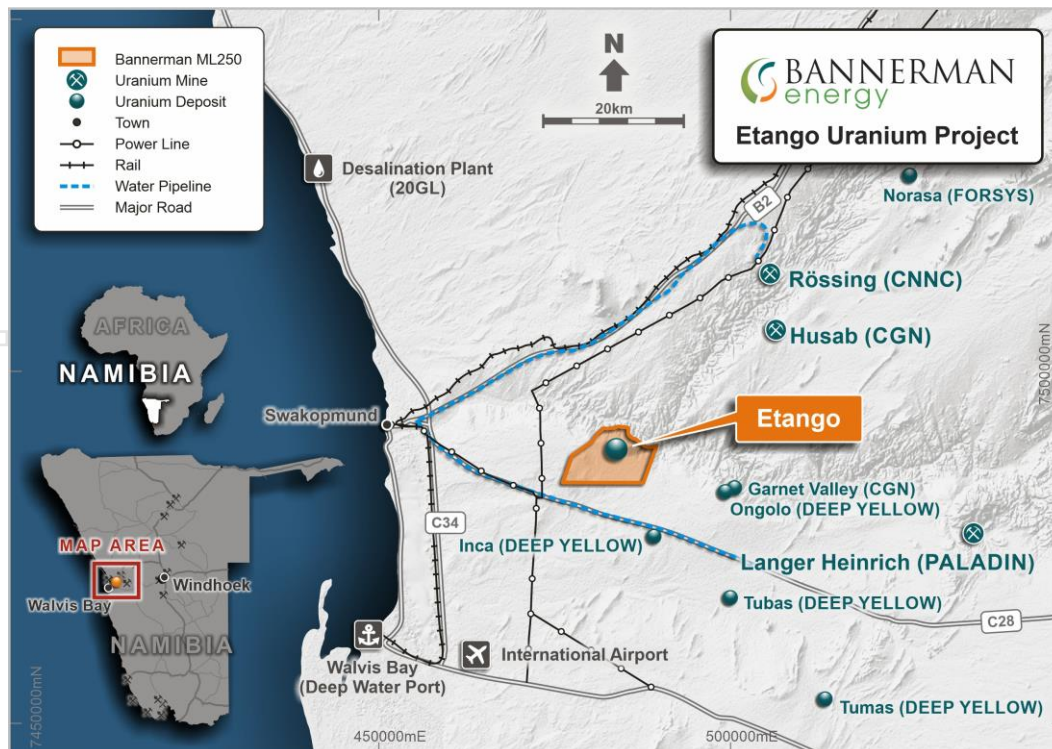 Bannerman ML250
Uranium Mine
Uranium Deposit
Town
Power Line
Rail
Water Pipeline
Major Road
N
20km
BANNERMAN
energy
Etango Uranium Project
Desalination Plant
(20GL)
B2
Norasa (FORSYS)
Rössing (CNNC)
Husab (CGN)
7500000mN
AFRICA
NAMIBIA
Swakopmund
Etango
Garnet Valley (CGN)
Ongolo (DEEP YELLOW)
C34
Inca (DEEP YELLOW)
Langer Heinrich (PALADIN)
MAP AREA
Windhoek
Walvis Bay
NAMIBIA
Tubas (DEEP YELLOW)
C28
Walvis Bay
(Deep Water Port)
International Airport
Tumas (DEEP YELLOW)
7450000mN
450000mE
500000mE